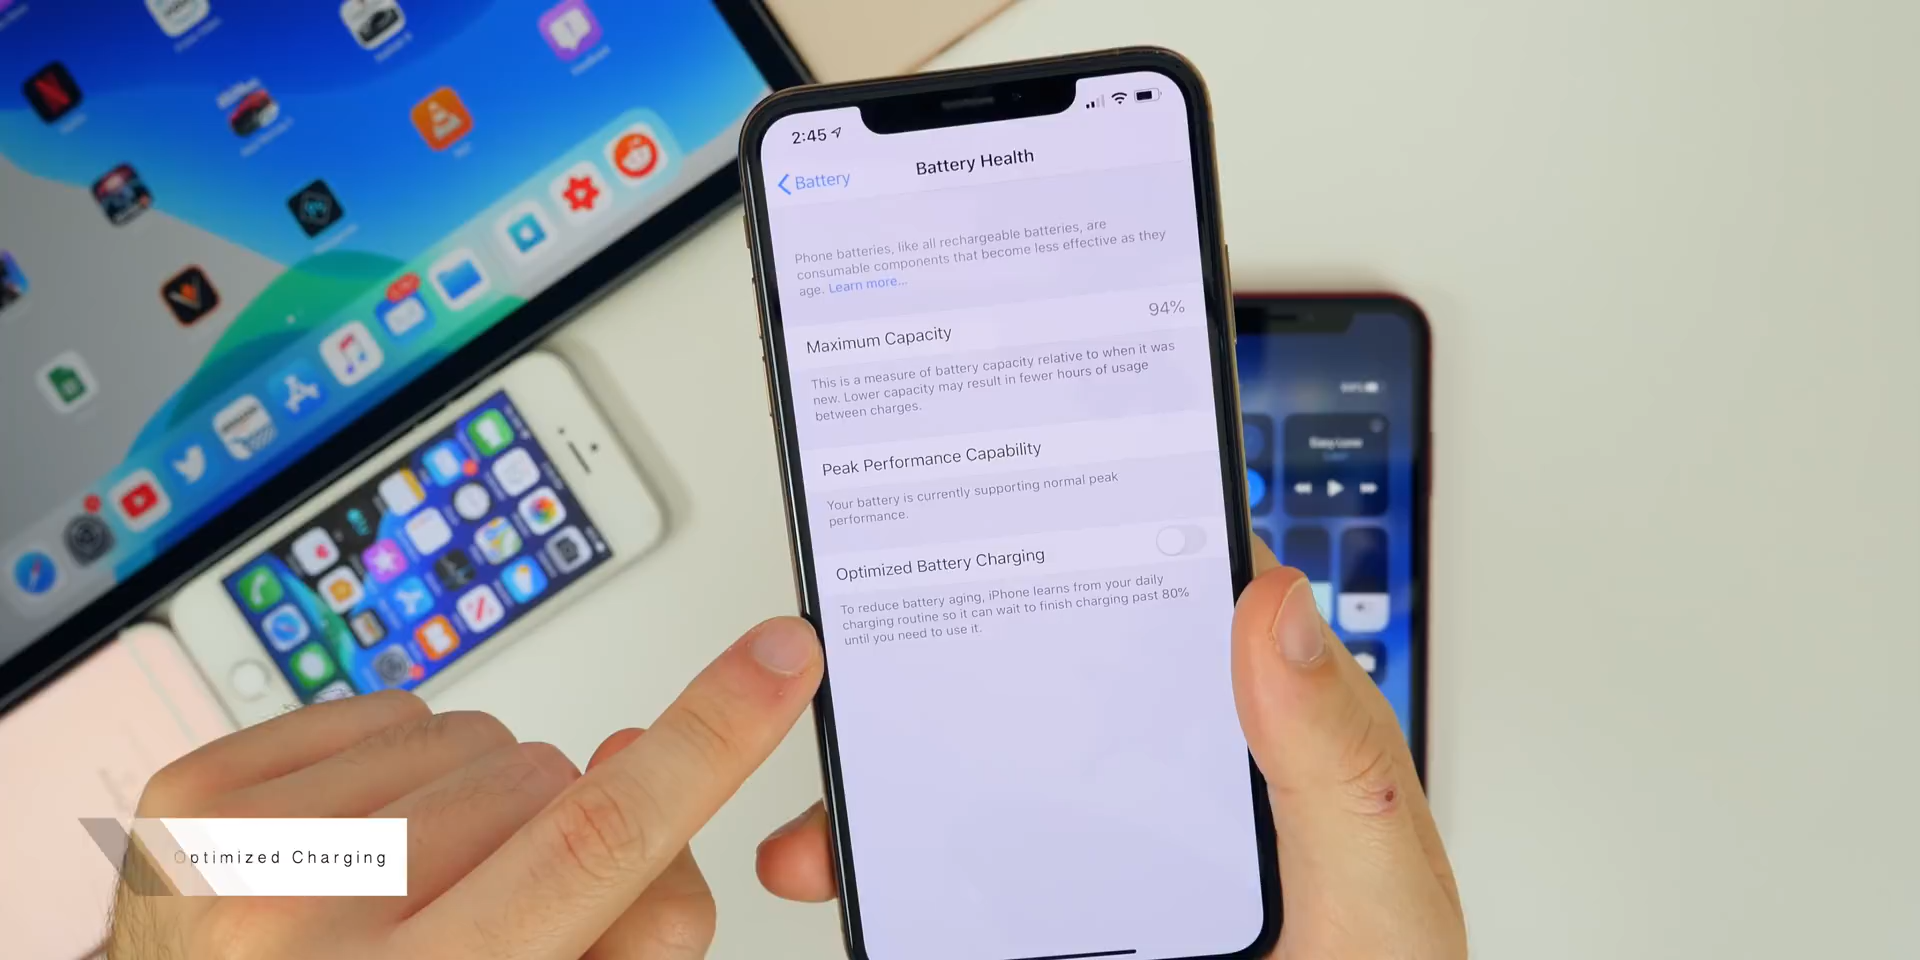 2:45
Battery
Battery Health
Phone batteries, like all rechargeable batteries, are
consumable components that become less effective as they
age. Learn more...
Maximum Capacity
94%
This is a measure of battery capacity relative to when it was
new. Lower capacity may result in fewer hours of usage
between charges.
Peak Performance Capability
Your battery is currently supporting normal peak
performance.
Optimized Battery Charging
To reduce battery aging, iPhone learns from your daily
charging routine so it can wait to finish charging past 80%
until you need to use it.
Optimized Charging